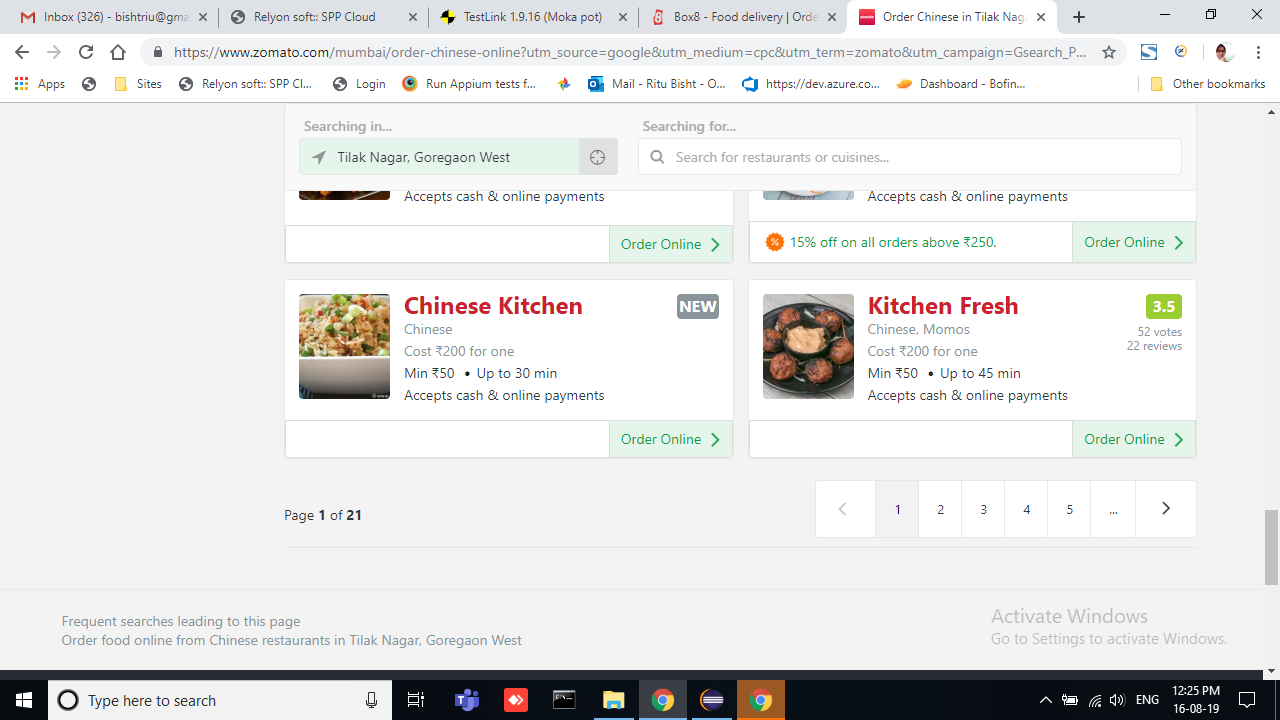 Inbox (326) - bishtriu@gma
Relyon soft:: SPP Cloud
TestLink 1.9.16 (Moka pot)
Box8 - Food delivery | Orde
Order Chinese in Tilak Naga
https://www.zomato.com/mumbai/order-chinese-online?utm_source=google&utm_medium=cpc&utm_term=zomato&utm_campaign=Gsearch_P...
Apps
Sites
Relyon soft:: SPP Cl...
Login
Run Appium tests f...
Mail - Ritu Bisht - O...
https://dev.azure.co...
Dashboard - Bofin...
Other bookmarks
Searching in...
Searching for...
Tilak Nagar, Goregaon West
Search for restaurants or cuisines...
Accepts cash & online payments
Accepts cash & online payments
Order Online
15% off on all orders above ₹250.
Order Online
Chinese Kitchen
NEW
Chinese
Cost ₹200 for one
Min ₹50 • Up to 30 min
Accepts cash & online payments
Order Online
Kitchen Fresh
3.5
Chinese, Momos
52 votes
22 reviews
Cost ₹200 for one
Min ₹50 • Up to 45 min
Accepts cash & online payments
Order Online
Page 1 of 21
1 2 3 4 5 ...
Frequent searches leading to this page
Order food online from Chinese restaurants in Tilak Nagar, Goregaon West
Activate Windows
Go to Settings to activate Windows.
Type here to search
ENG
12:25 PM
16-08-19